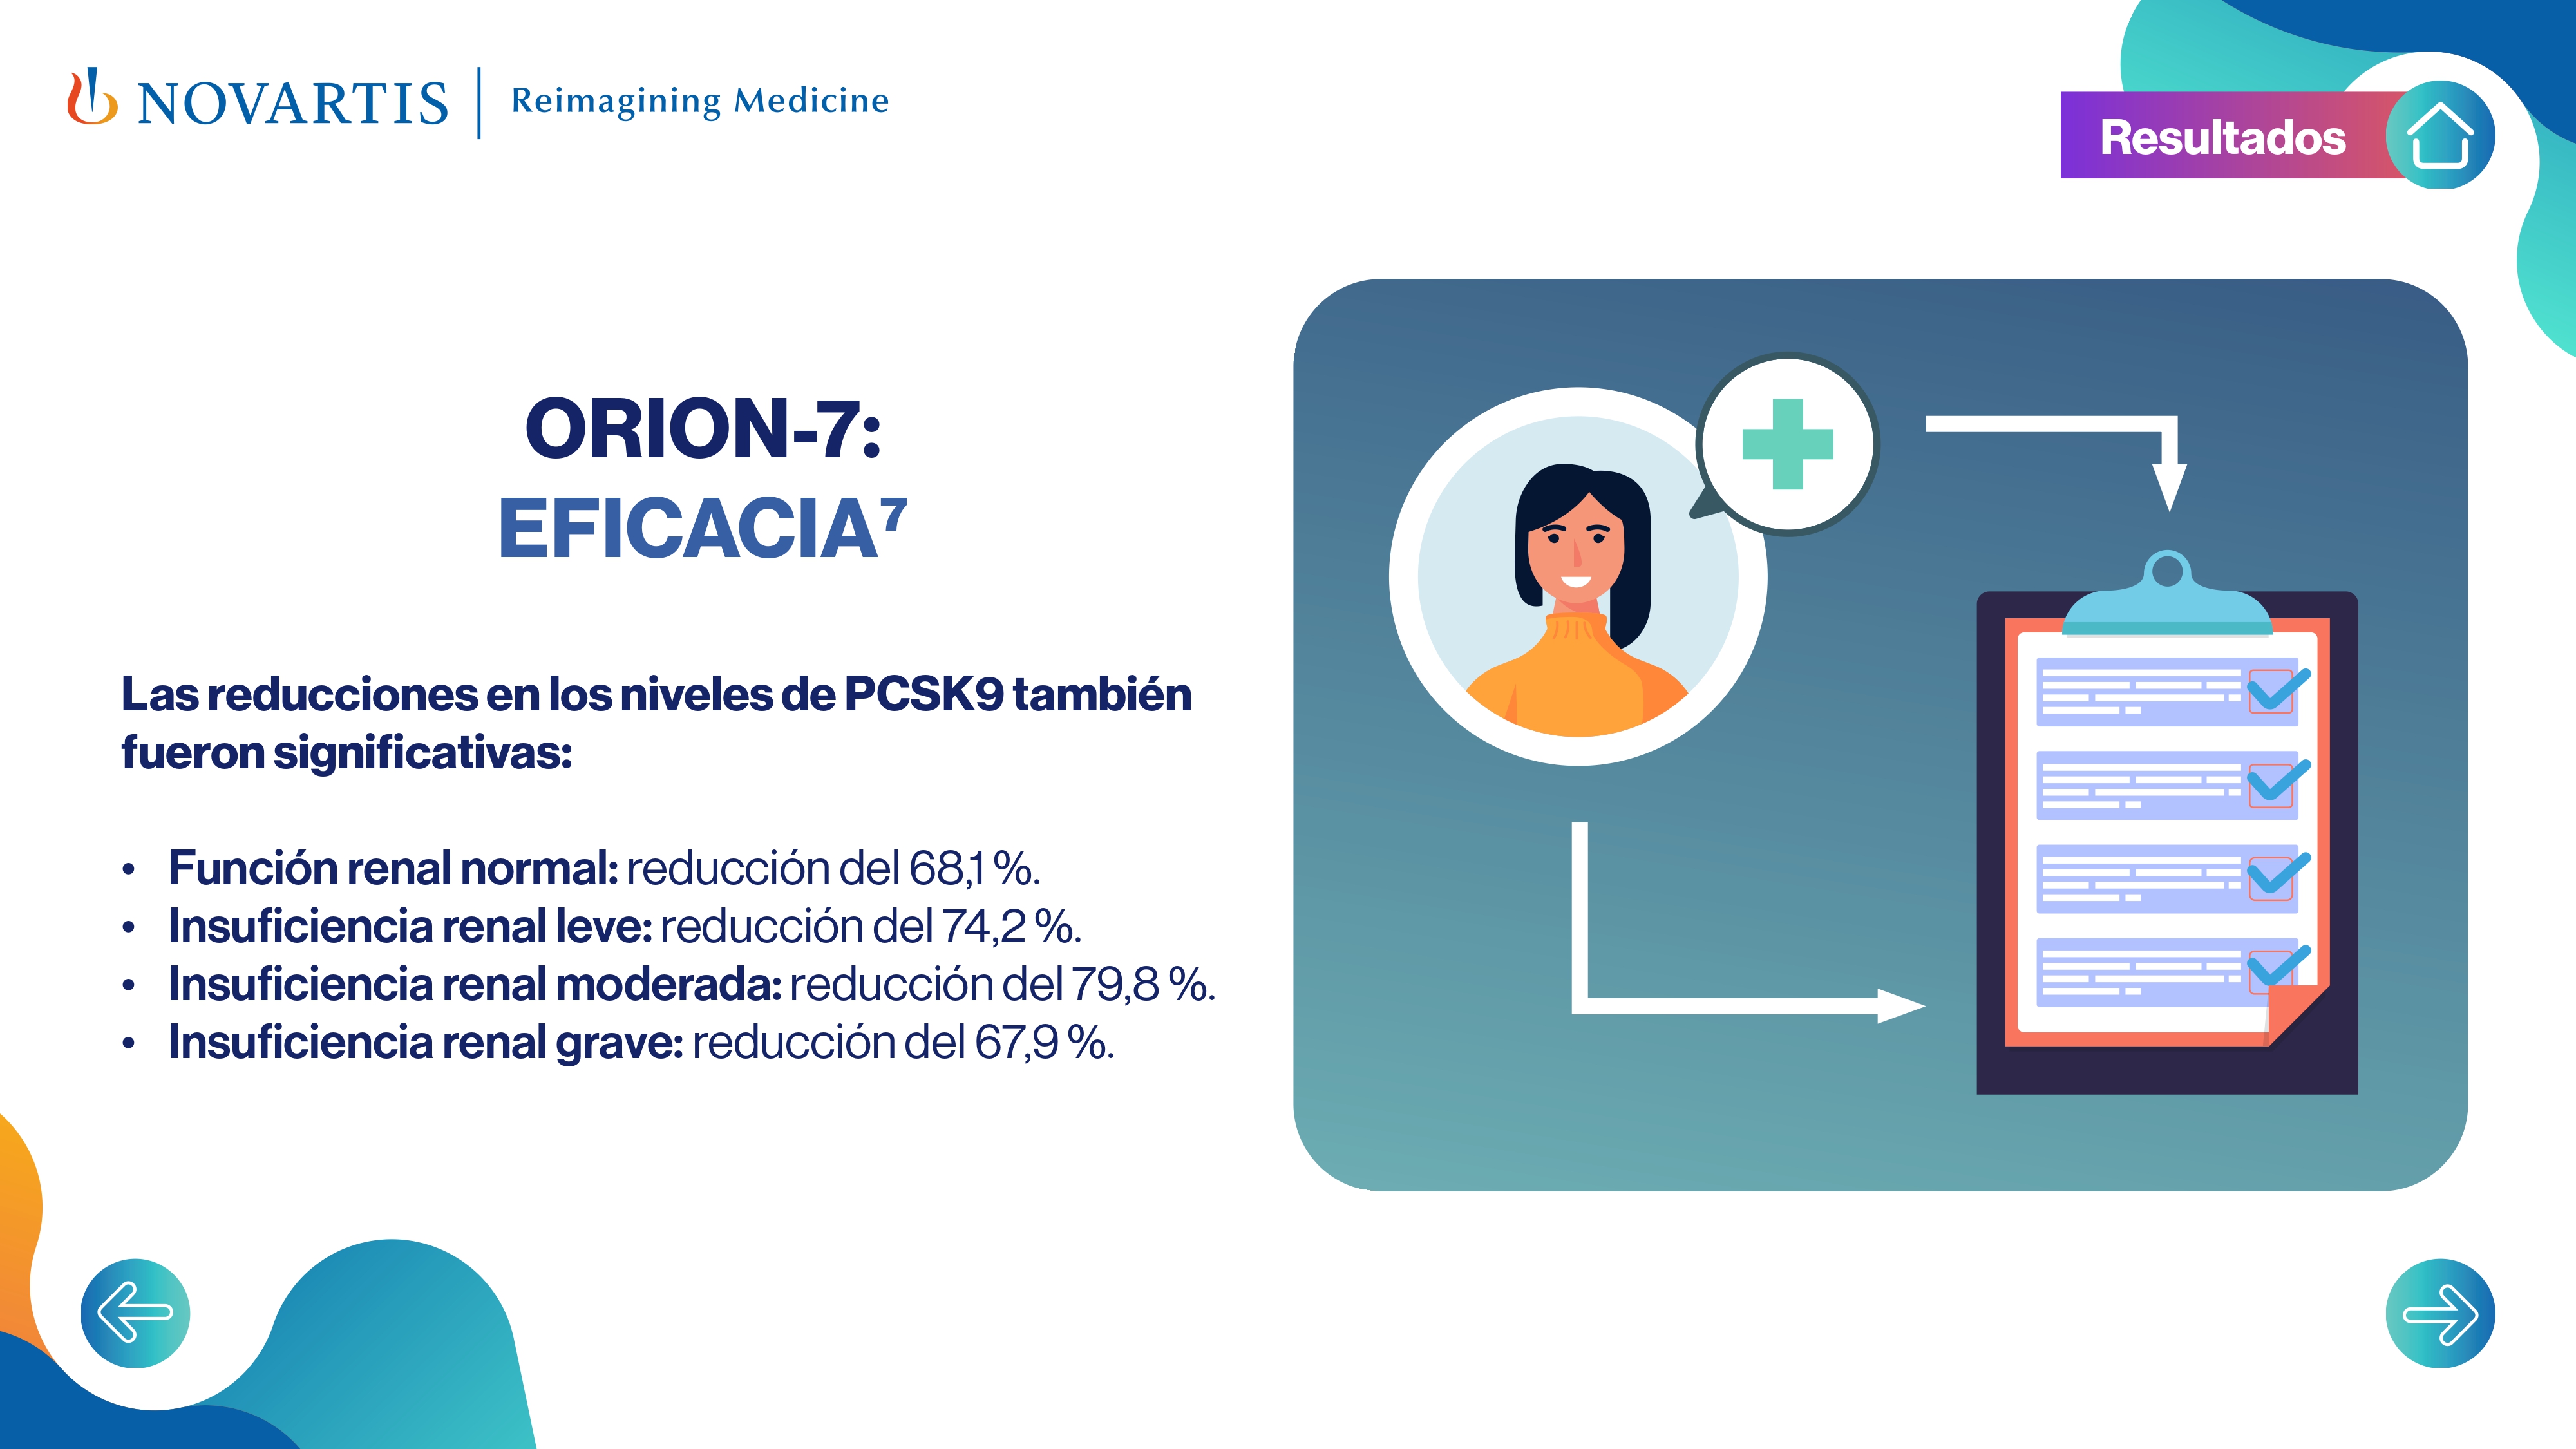 NOVARTIS | Reimagining Medicine
Resultados
ORION-7:
EFICACIA⁷
Las reducciones en los niveles de PCSK9 también
fueron significativas:
• Función renal normal: reducción del 68,1 %.
• Insuficiencia renal leve: reducción del 74,2 %.
• Insuficiencia renal moderada: reducción del 79,8 %.
• Insuficiencia renal grave: reducción del 67,9 %.